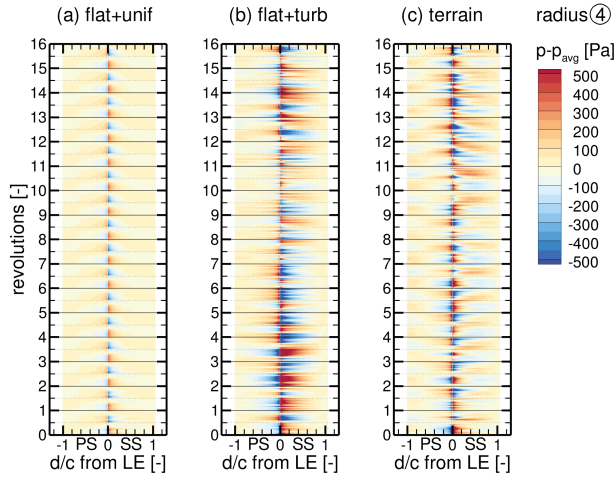 (a) flat+unif (b) flat+turb (c) terrain radius④
p-pavg [Pa]
500
400
300
200
100
0
-100
-200
-300
-400
-500
revolutions [-]
16 16 16
15 15 15
14 14 14
13 13 13
12 12 12
11 11 11
10 10 10
9 9 9
8 8 8
7 7 7
6 6 6
5 5 5
4 4 4
3 3 3
2 2 2
1 1 1
0 0 0
-1 PS 0 SS 1 -1 PS 0 SS 1 -1 PS 0 SS 1
d/c from LE [-] d/c from LE [-] d/c from LE [-]